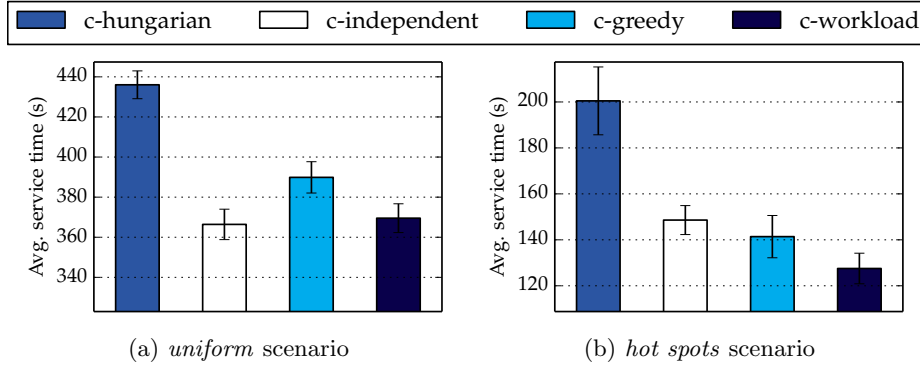 c-hungarian c-independent c-greedy c-workload
Avg. service time (s)
440
420
400
380
360
340
(a) uniform scenario
Avg. service time (s)
200
180
160
140
120
(b) hot spots scenario